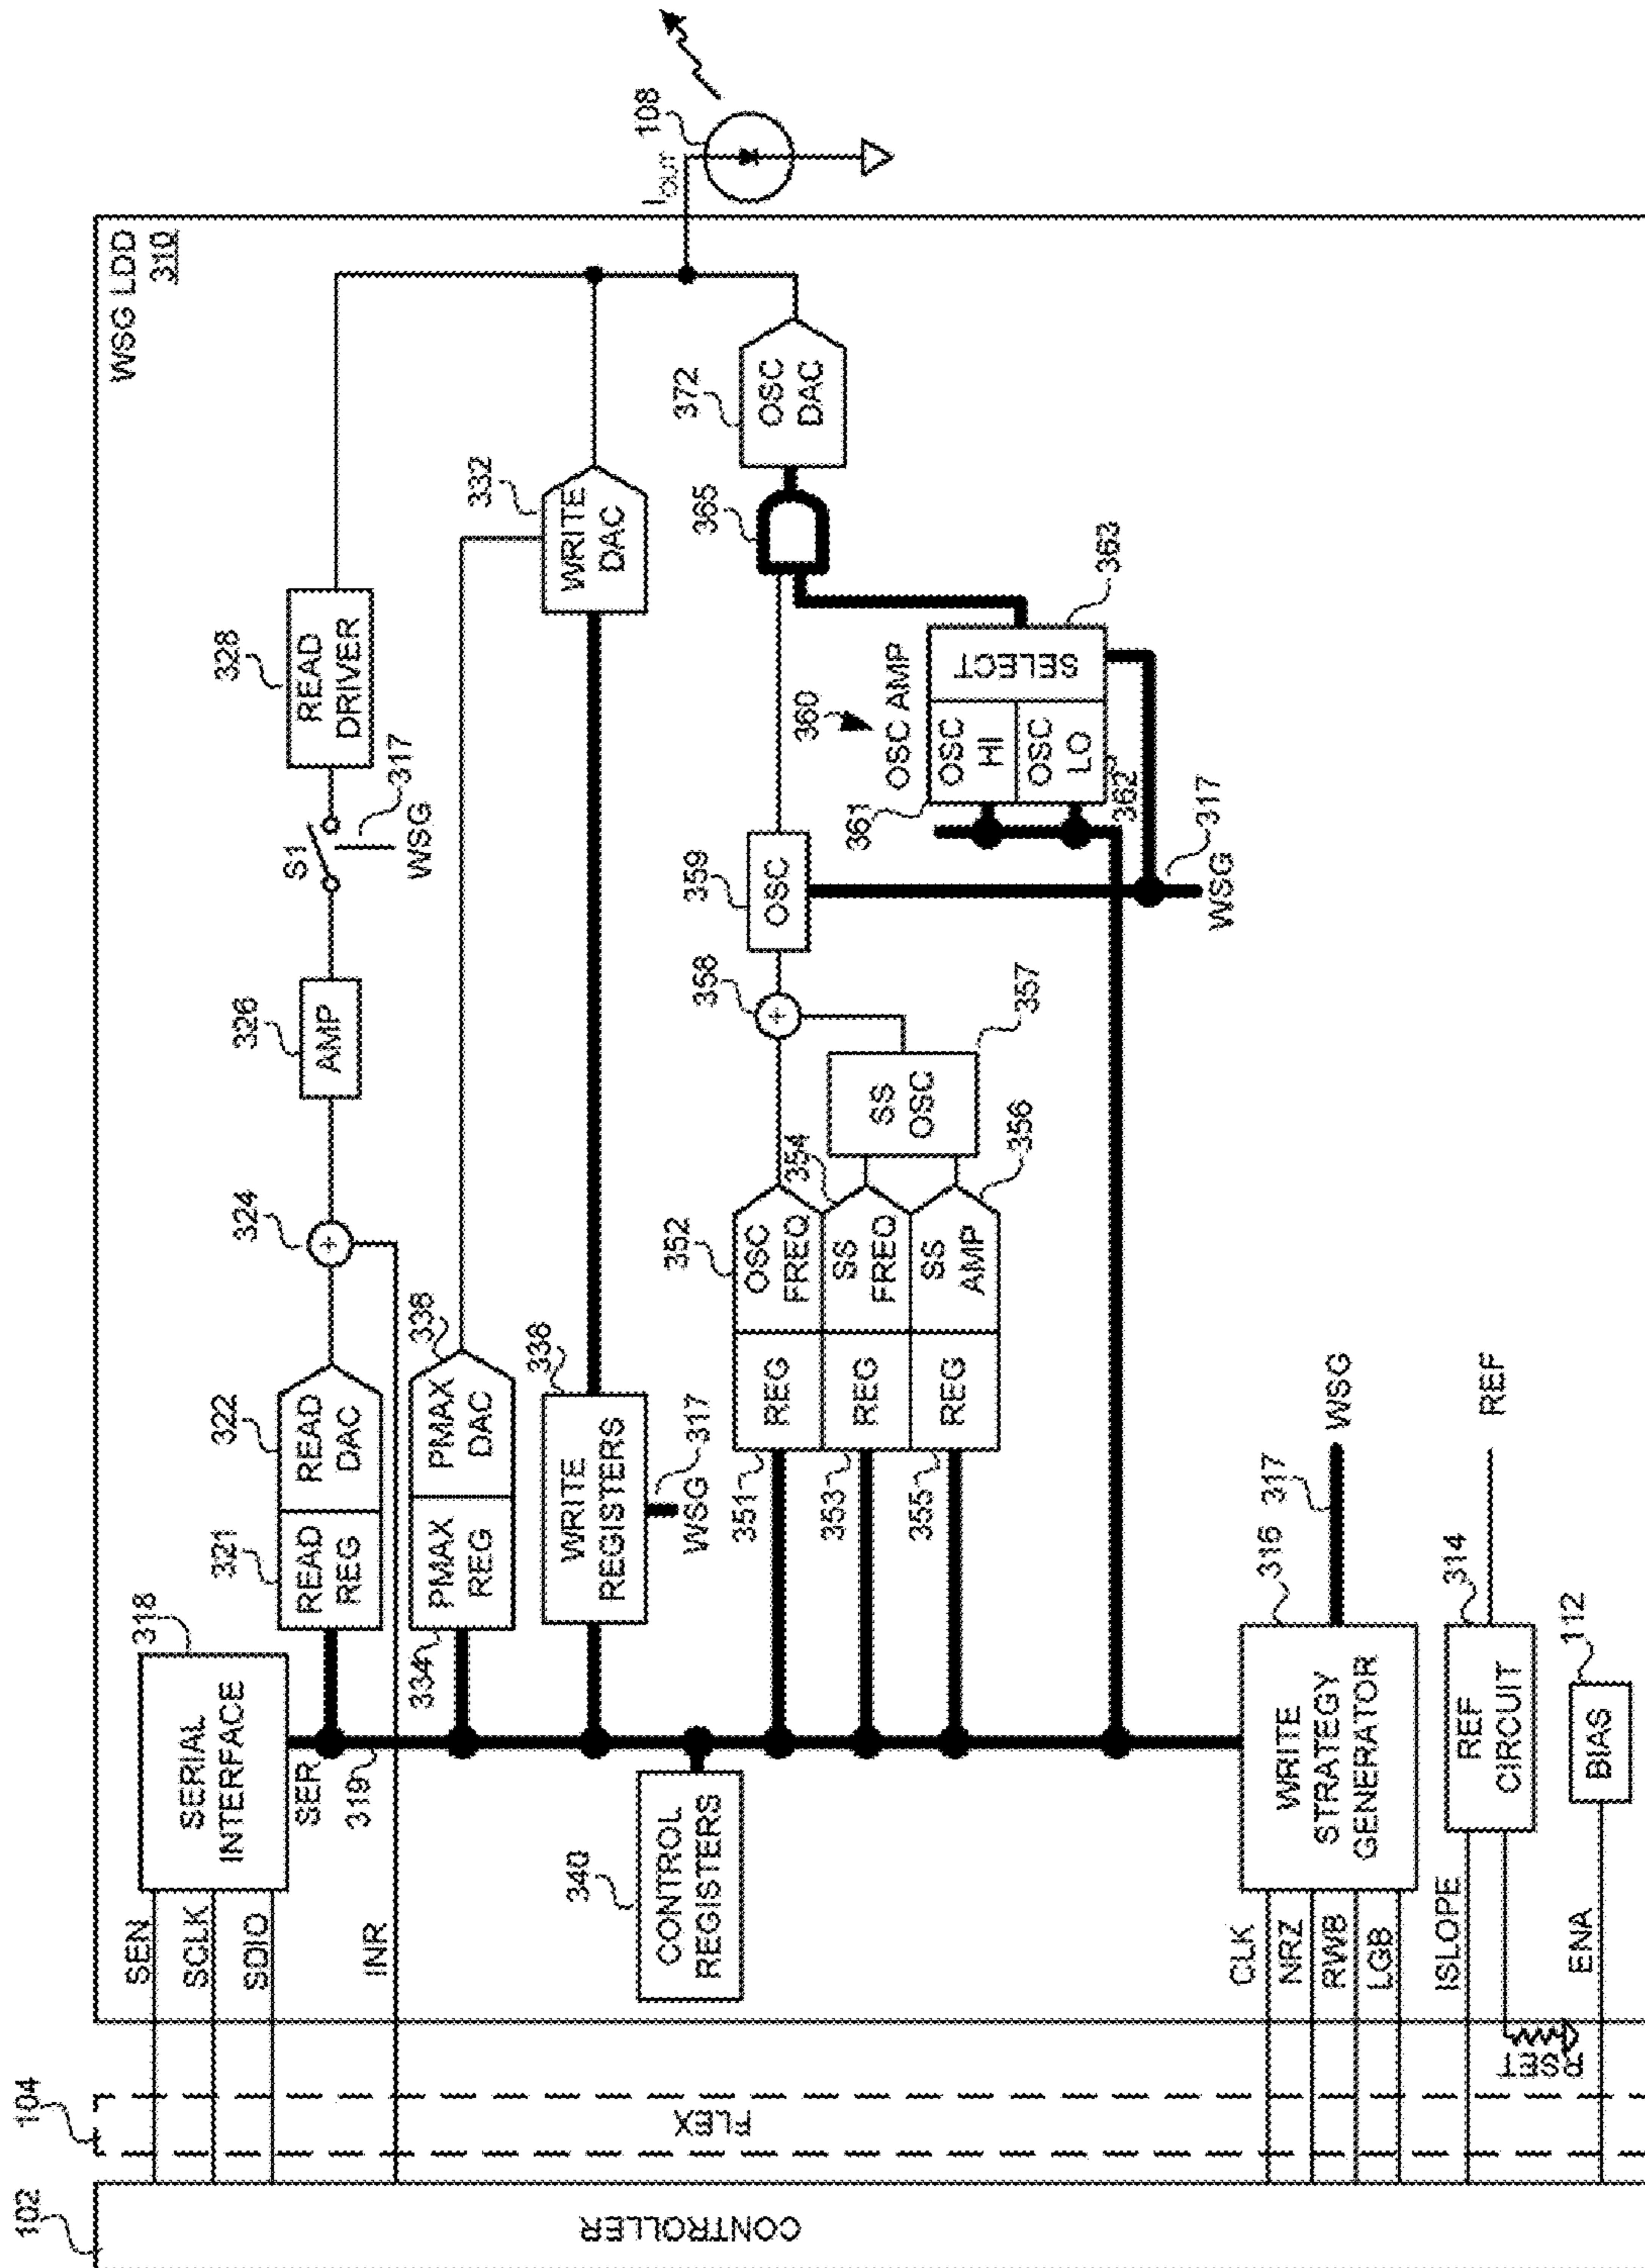 102
CONTROLLER
104
FLEX
WSG LDD
310
SEN
SCLK
SDIO
INR
318
SERIAL
INTERFACE
SER
319
321
READ
REG
322
READ
DAC
324
+
326
AMP
S1
317
WSG
328
READ
DRIVER
334
PMAX
REG
338
PMAX
DAC
336
WRITE
REGISTERS
WSG
317
332
WRITE
DAC
340
CONTROL
REGISTERS
351
REG
352
OSC
FREQ
353
REG
354
SS
FREQ
355
REG
356
SS
AMP
357
SS
OSC
358
+
359
OSC
360
OSC AMP
361
OSC
HI
362
OSC
LO
363
SELECT
317
WSG
365
372
OSC
DAC
IOUT
108
CLK
NRZ
RWB
LGB
316
WRITE
STRATEGY
GENERATOR
317
WSG
ISLOPE
RSET
314
REF
CIRCUIT
REF
ENA
112
BIAS